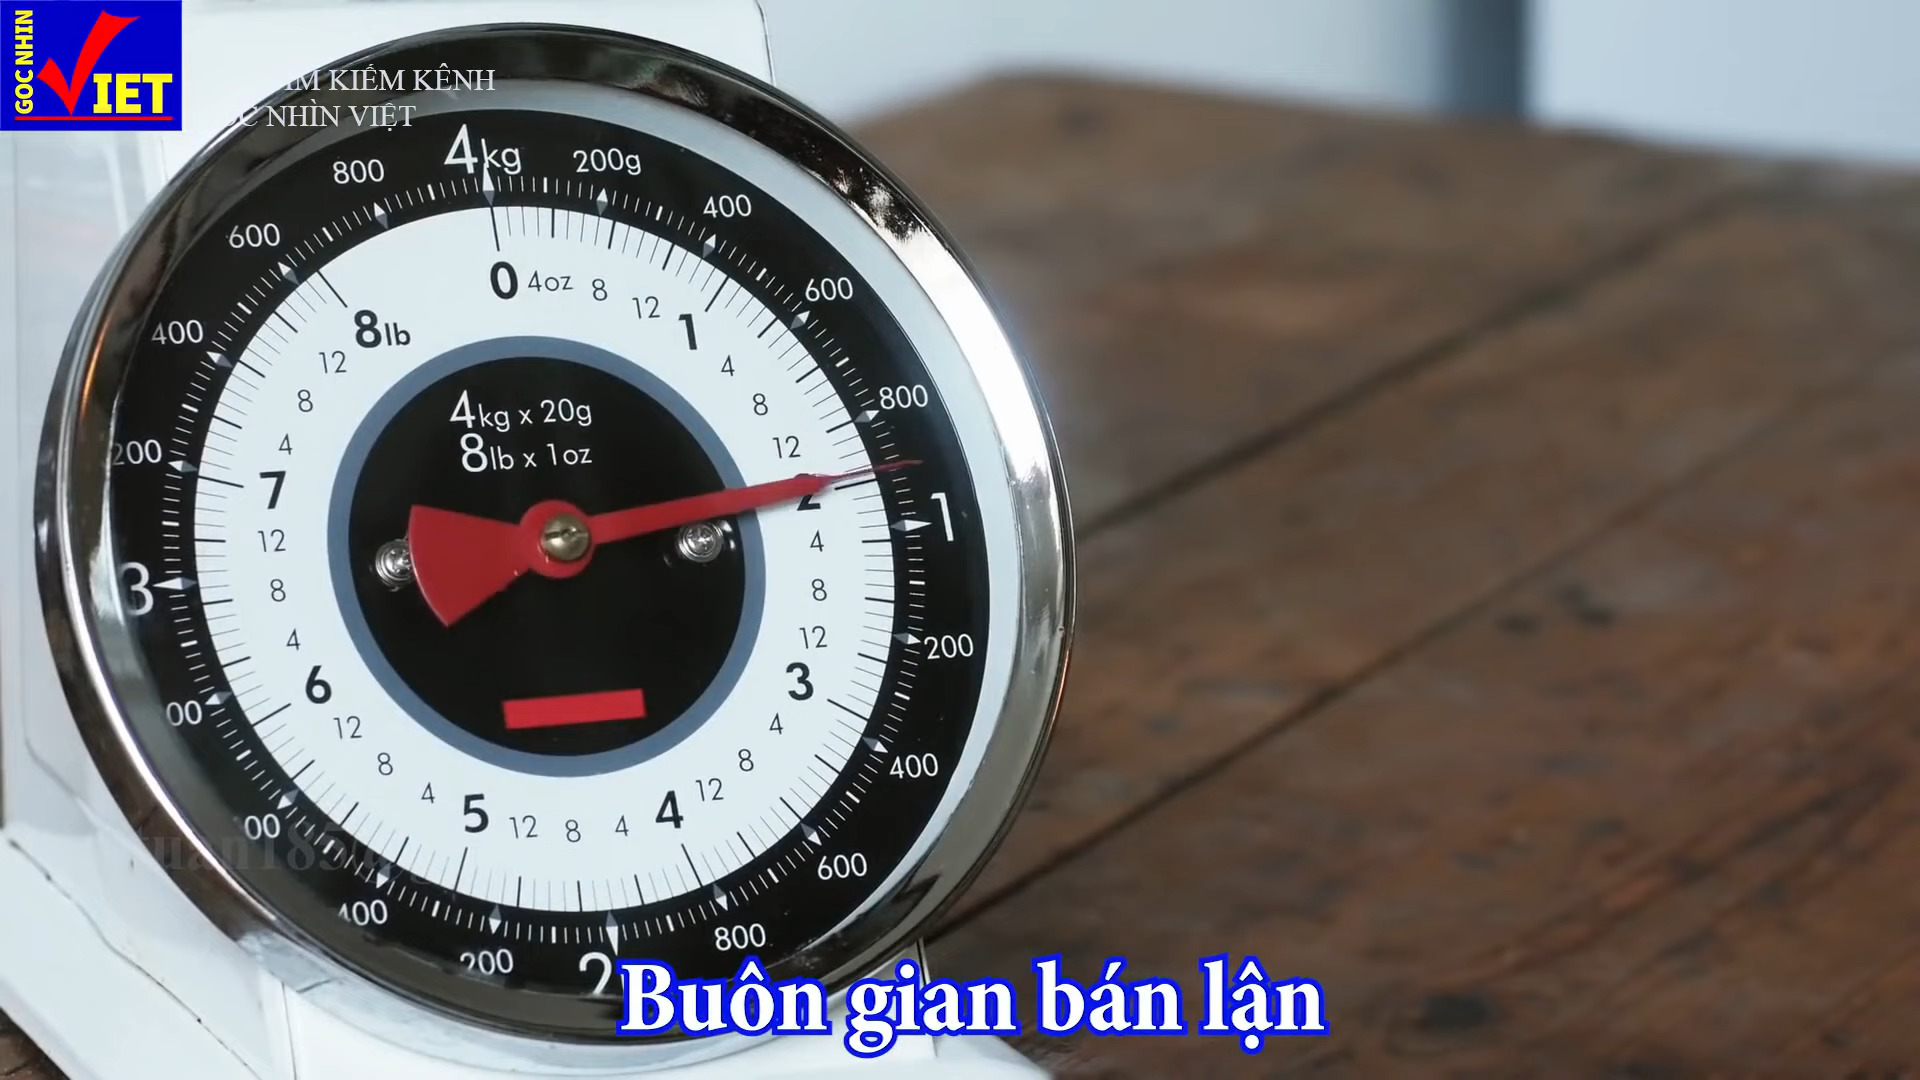 GOC NHIN
VIET
KIẾM KÊNH
NHÌN VIỆT
4kg
200g
400
600
800
1
200
400
600
800
2
200
400
3
200
400
600
800
0 4oz 8 12
1 4 8 12
2 4 8 12
3 4 8 12
4 4 8 12
5 4 8 12
6 4 8 12
7 4 8 12
8lb
4kg x 20g
8lb x 1oz
Buôn gian bán lận